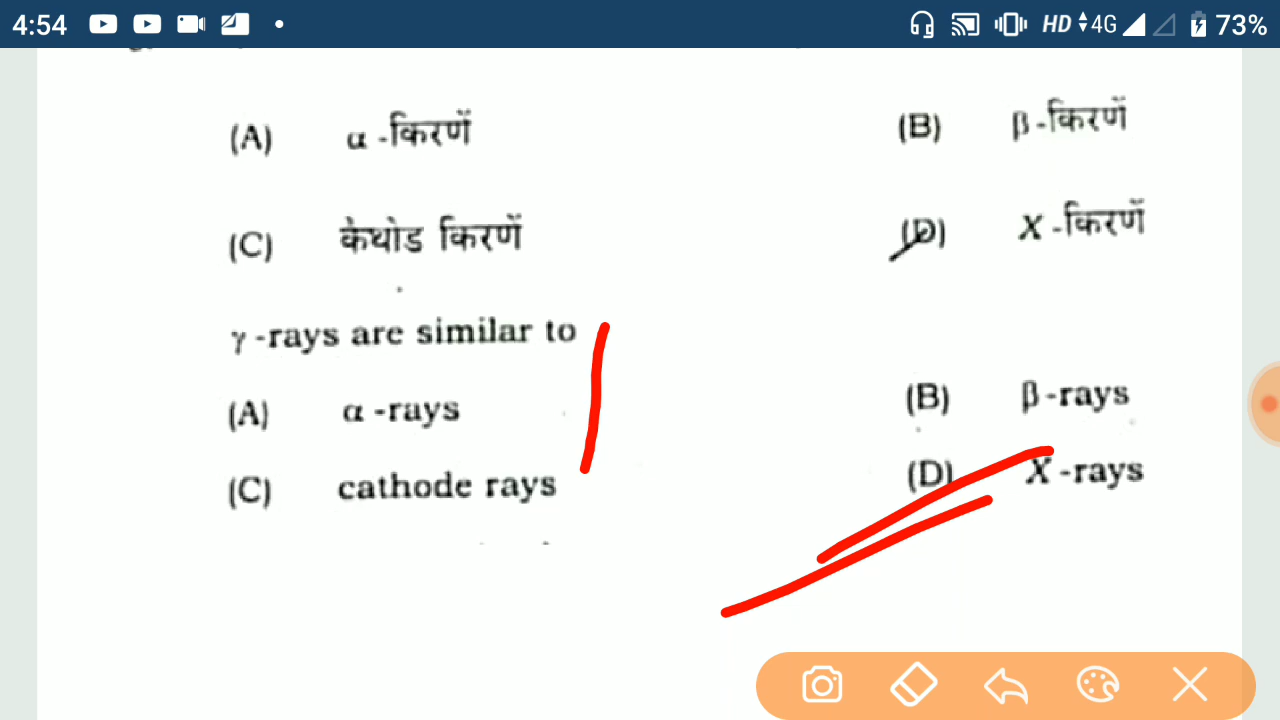 4:54 HD 4G 73%
(A) α -किरणें (B) β -किरणें
(C) कैथोड किरणें (D) X -किरणें
γ -rays are similar to
(A) α -rays (B) β -rays
(C) cathode rays (D) X -rays